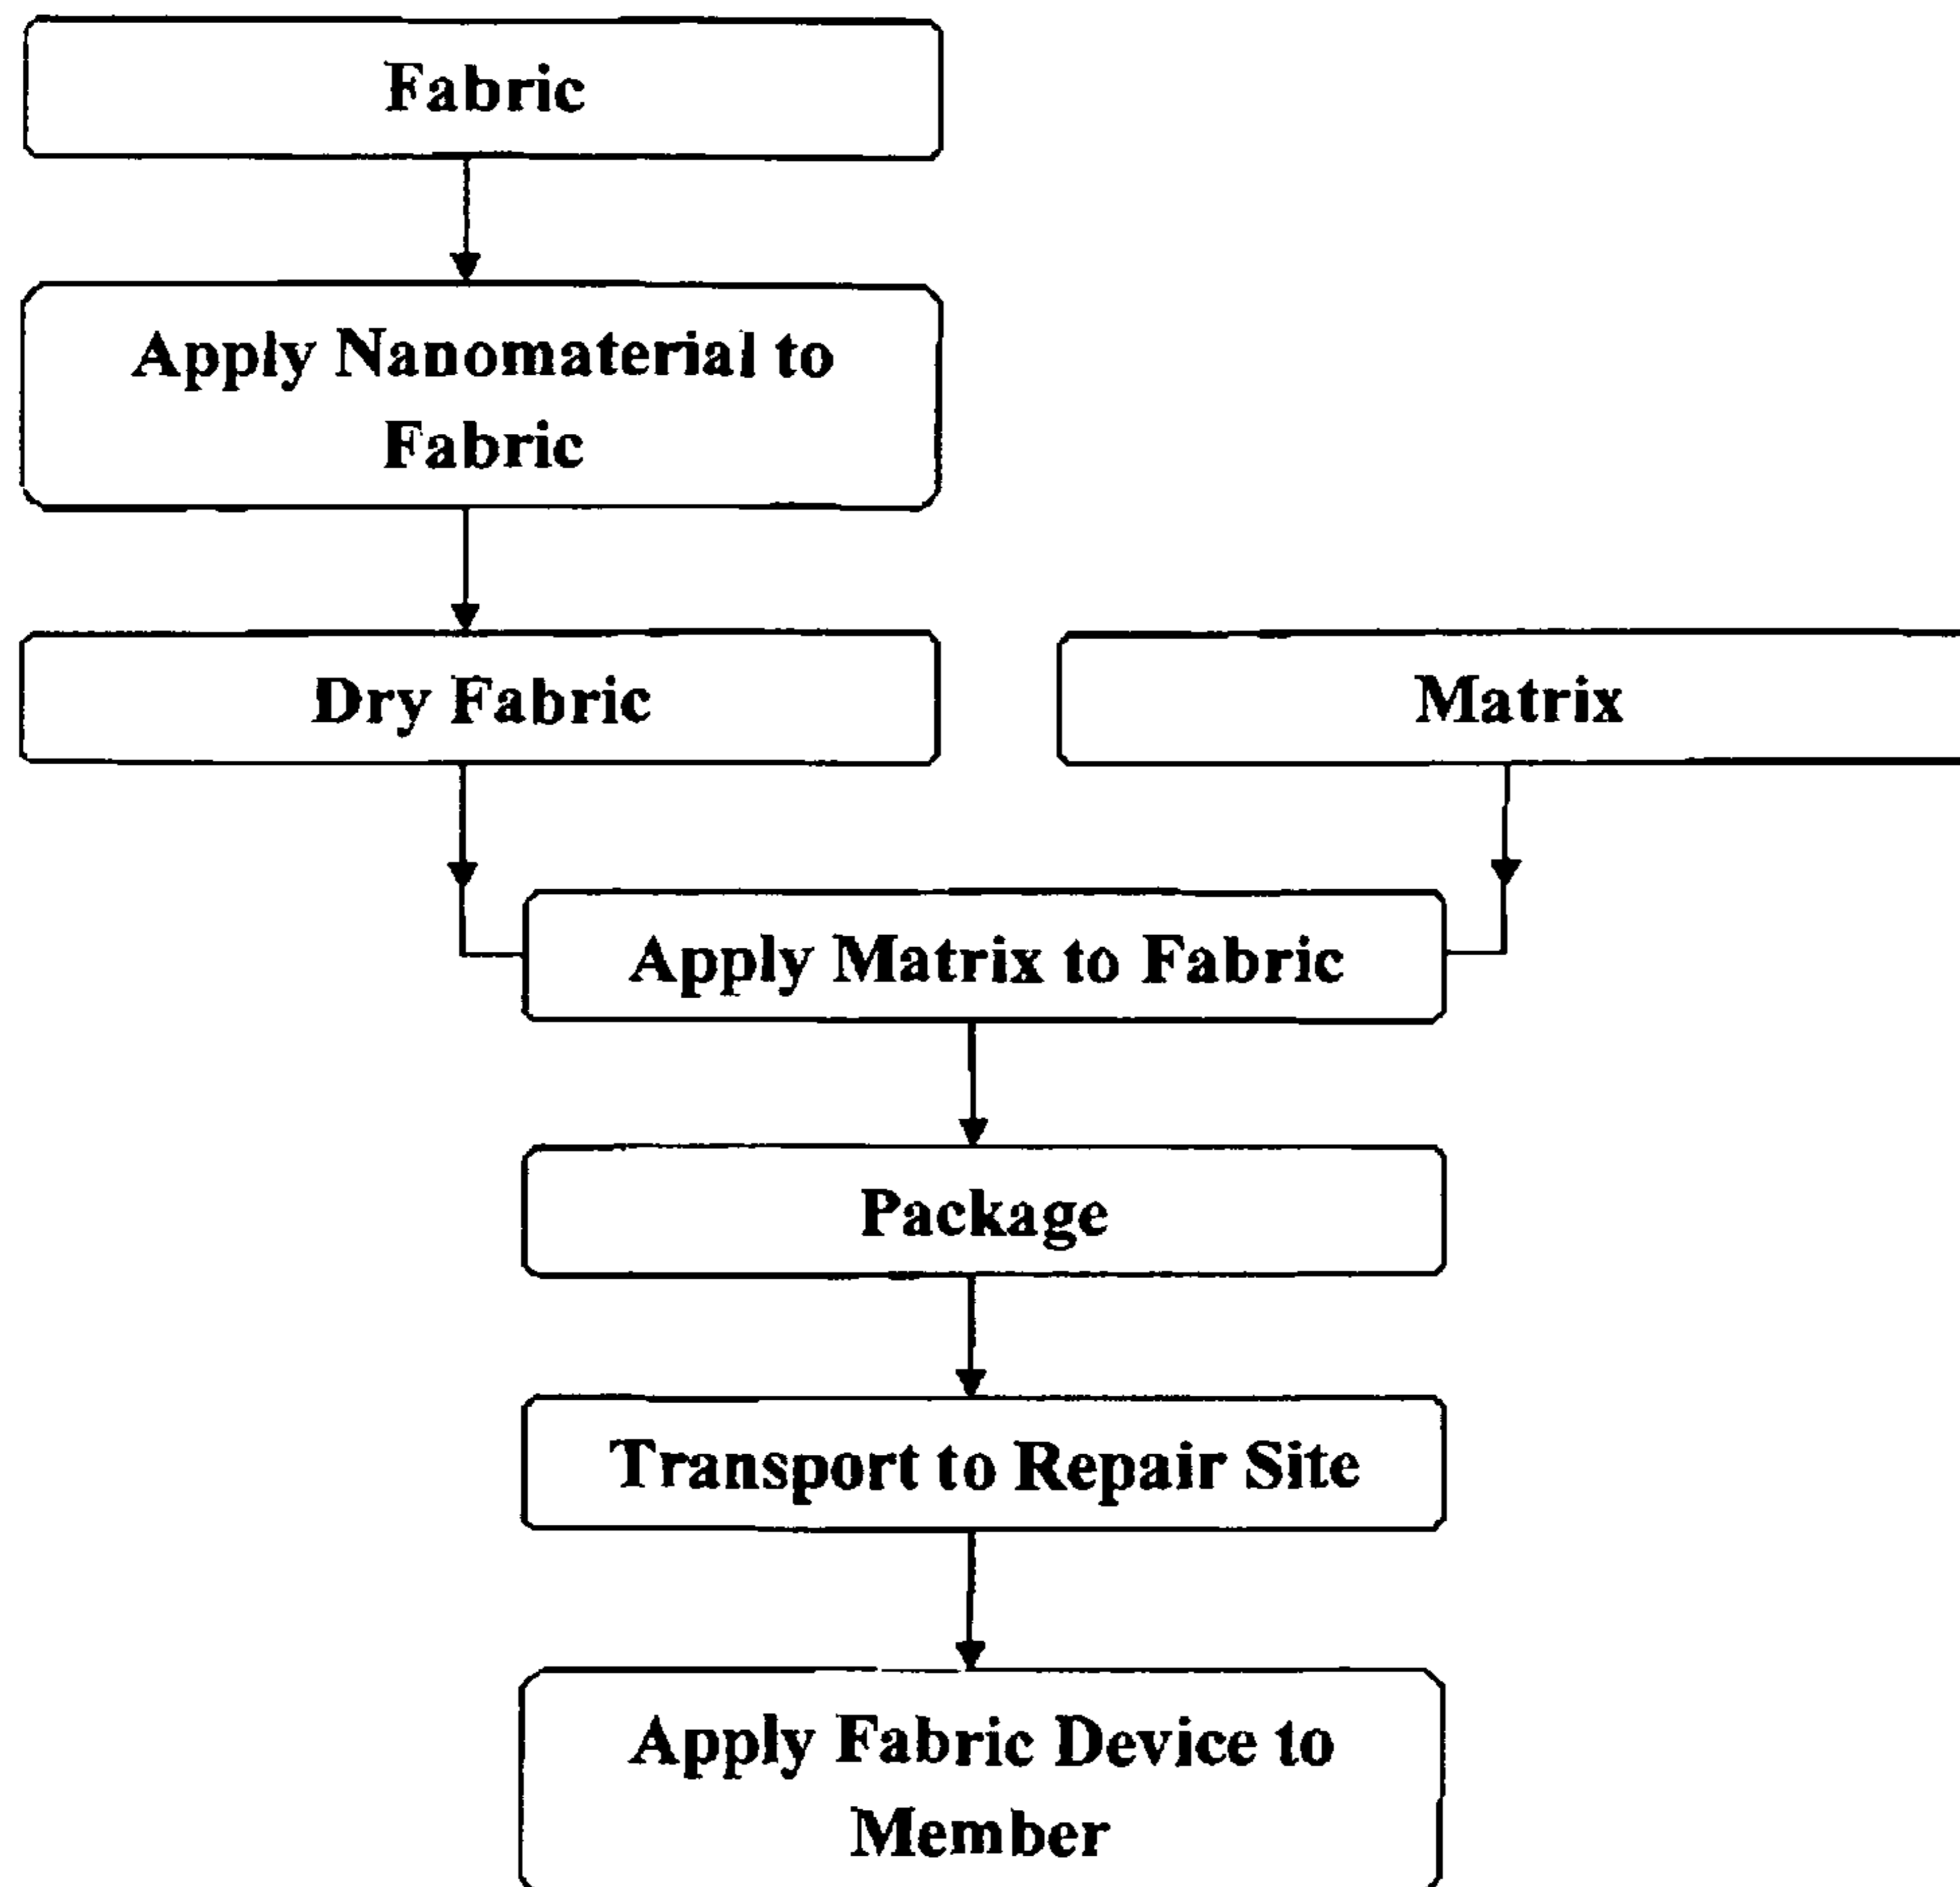 Fabric
Apply Nanomaterial to
Fabric
Dry Fabric
Matrix
Apply Matrix to Fabric
Package
Transport to Repair Site
Apply Fabric Device to
Member